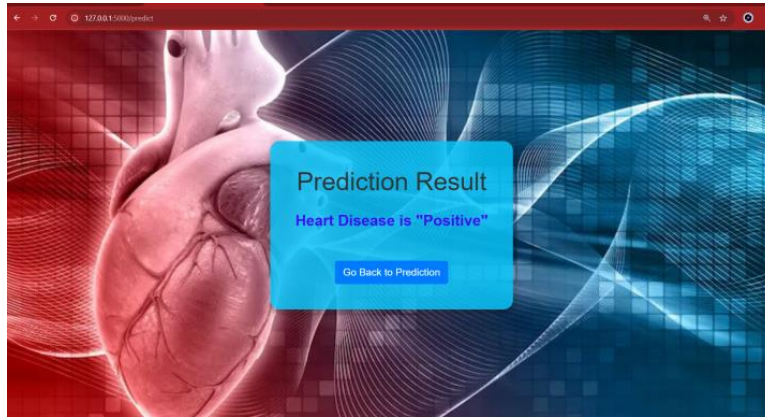 127.0.0.1:5000/predict
Prediction Result
Heart Disease is "Positive"
Go Back to Prediction